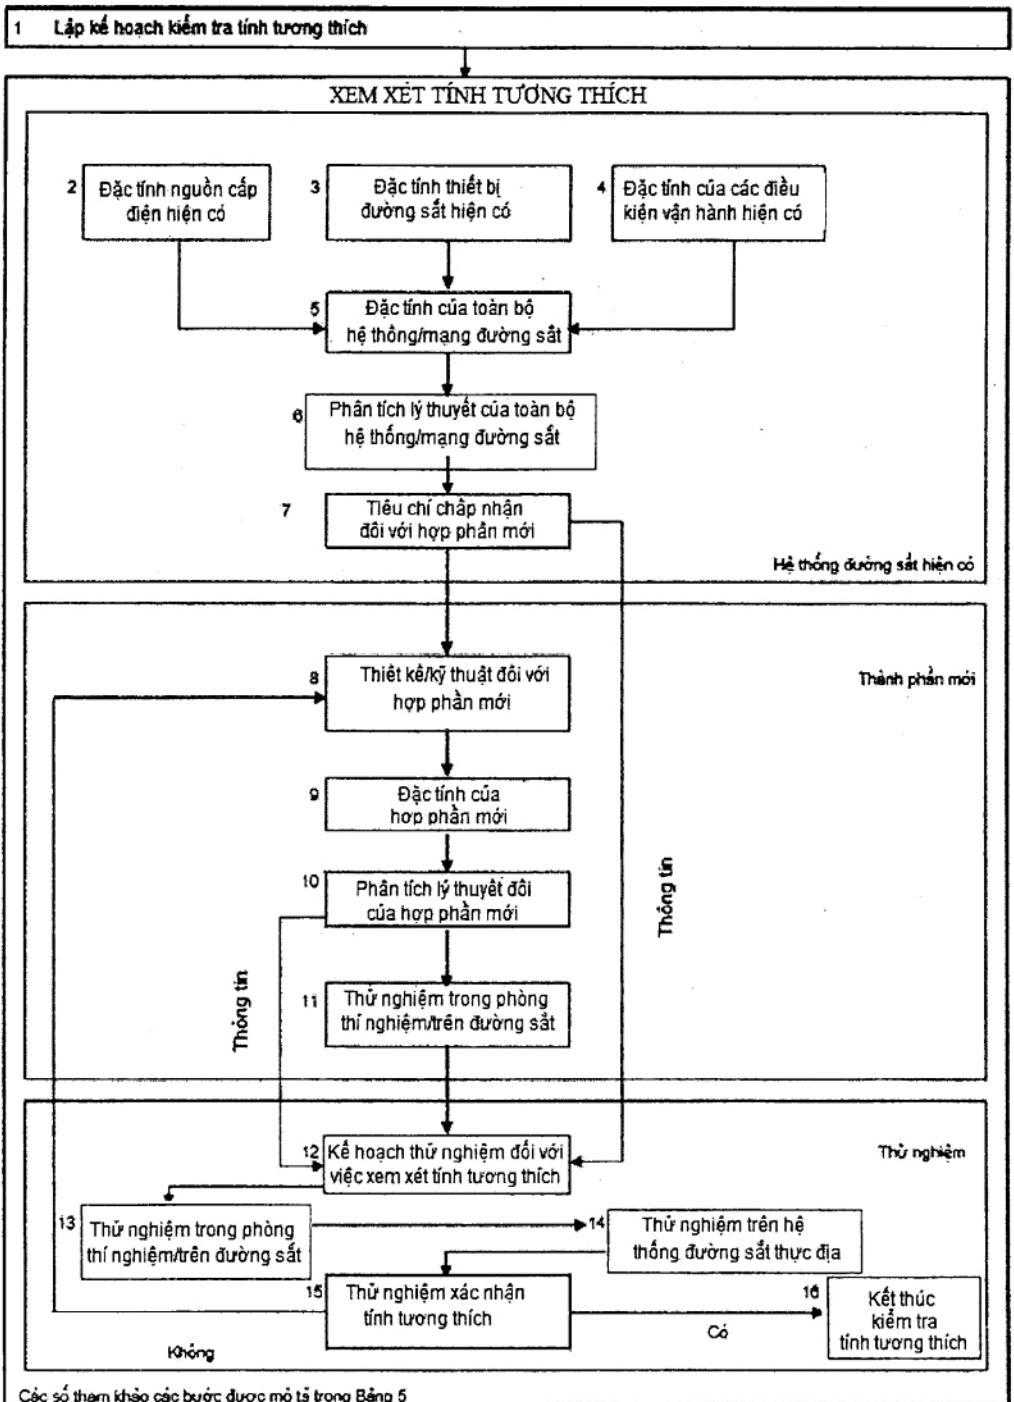 1 Lập kế hoạch kiểm tra tính tương thích
XEM XÉT TÍNH TƯƠNG THÍCH
2 Đặc tính nguồn cấp
điện hiện có
3 Đặc tính thiết bị
đường sắt hiện có
4 Đặc tính của các điều
kiện vận hành hiện có
5 Đặc tính của toàn bộ
hệ thống/mạng đường sắt
6 Phân tích lý thuyết của toàn bộ
hệ thống/mạng đường sắt
7 Tiêu chí chấp nhận
đối với hợp phần mới
Hệ thống đường sắt hiện có
8 Thiết kế/kỹ thuật đối với
hợp phần mới
Thành phần mới
9 Đặc tính của
hợp phần mới
10 Phân tích lý thuyết đối
của hợp phần mới
Thông tin
Thông tin
11 Thử nghiệm trong phòng
thí nghiệm/trên đường sắt
12 Kế hoạch thử nghiệm đối với
việc xem xét tính tương thích
Thử nghiệm
13 Thử nghiệm trong phòng
thí nghiệm/trên đường sắt
14 Thử nghiệm trên hệ
thống đường sắt thực địa
15 Thử nghiệm xác nhận
tính tương thích
16 Kết thúc
kiểm tra
tính tương thích
Có
Không
Các số tham khảo các bước được mô tả trong Bảng 5